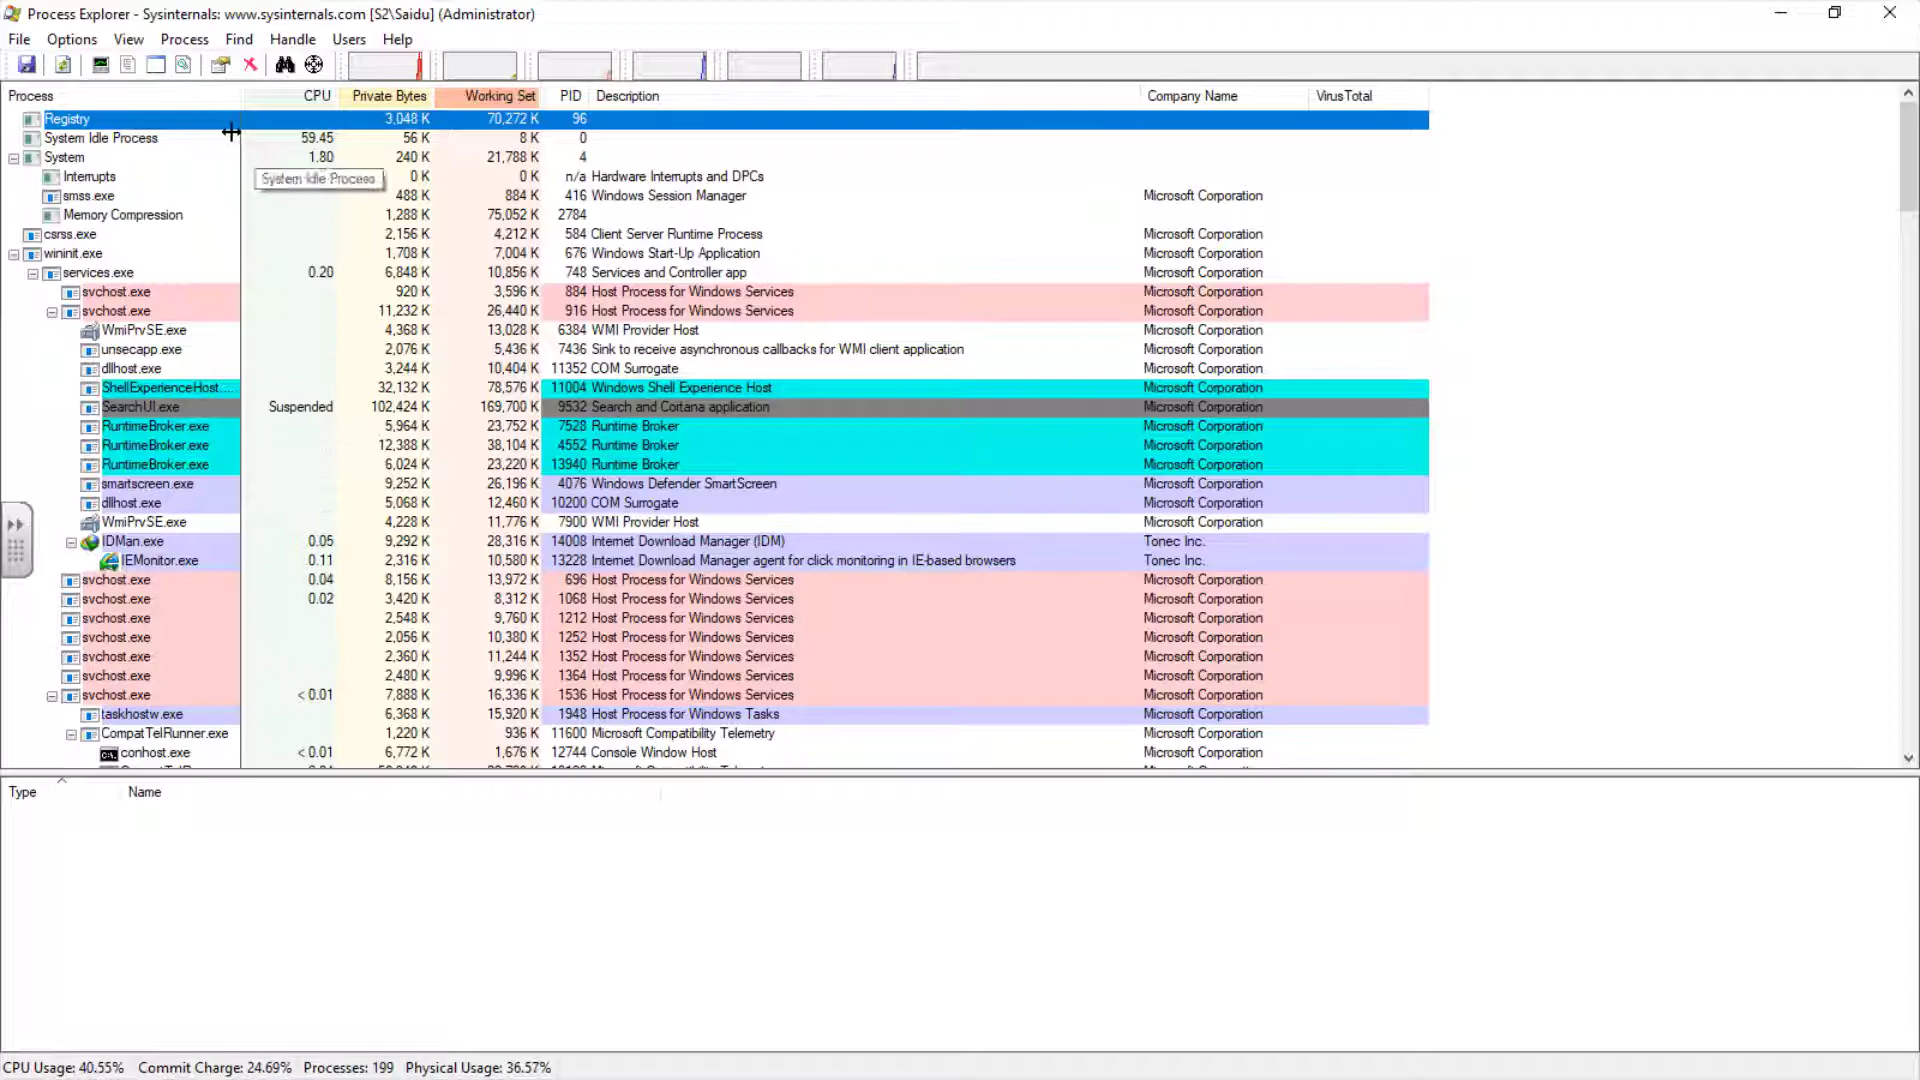 Process Explorer - Sysinternals: www.sysinternals.com [S2\Saidu] (Administrator)
File Options View Process Find Handle Users Help
Process CPU Private Bytes Working Set PID Description Company Name VirusTotal
Registry 3,048 K 70,272 K 96
System Idle Process 59.45 56 K 8 K 0
System 1.80 240 K 21,788 K 4
Interrupts 0 K 0 K n/a Hardware Interrupts and DPCs
System Idle Process
smss.exe 488 K 884 K 416 Windows Session Manager Microsoft Corporation
Memory Compression 1,288 K 75,052 K 2784
csrss.exe 2,156 K 4,212 K 584 Client Server Runtime Process Microsoft Corporation
wininit.exe 1,708 K 7,004 K 676 Windows Start-Up Application Microsoft Corporation
services.exe 0.20 6,848 K 10,856 K 748 Services and Controller app Microsoft Corporation
svchost.exe 920 K 3,596 K 884 Host Process for Windows Services Microsoft Corporation
svchost.exe 11,232 K 26,440 K 916 Host Process for Windows Services Microsoft Corporation
WmiPrvSE.exe 4,368 K 13,028 K 6384 WMI Provider Host Microsoft Corporation
unsecapp.exe 2,076 K 5,436 K 7436 Sink to receive asynchronous callbacks for WMI client application Microsoft Corporation
dllhost.exe 3,244 K 10,404 K 11352 COM Surrogate Microsoft Corporation
ShellExperienceHost.... 32,132 K 78,576 K 11004 Windows Shell Experience Host Microsoft Corporation
SearchUI.exe Suspended 102,424 K 169,700 K 9532 Search and Cortana application Microsoft Corporation
RuntimeBroker.exe 5,964 K 23,752 K 7528 Runtime Broker Microsoft Corporation
RuntimeBroker.exe 12,388 K 38,104 K 4552 Runtime Broker Microsoft Corporation
RuntimeBroker.exe 6,024 K 23,220 K 13940 Runtime Broker Microsoft Corporation
smartscreen.exe 9,252 K 26,196 K 4076 Windows Defender SmartScreen Microsoft Corporation
dllhost.exe 5,068 K 12,460 K 10200 COM Surrogate Microsoft Corporation
WmiPrvSE.exe 4,228 K 11,776 K 7900 WMI Provider Host Microsoft Corporation
IDMan.exe 0.05 9,292 K 28,316 K 14008 Internet Download Manager (IDM) Tonec Inc.
IEMonitor.exe 0.11 2,316 K 10,580 K 13228 Internet Download Manager agent for click monitoring in IE-based browsers Tonec Inc.
svchost.exe 0.04 8,156 K 13,972 K 696 Host Process for Windows Services Microsoft Corporation
svchost.exe 0.02 3,420 K 8,312 K 1068 Host Process for Windows Services Microsoft Corporation
svchost.exe 2,548 K 9,760 K 1212 Host Process for Windows Services Microsoft Corporation
svchost.exe 2,056 K 10,380 K 1252 Host Process for Windows Services Microsoft Corporation
svchost.exe 2,360 K 11,244 K 1352 Host Process for Windows Services Microsoft Corporation
svchost.exe 2,480 K 9,996 K 1364 Host Process for Windows Services Microsoft Corporation
svchost.exe < 0.01 7,888 K 16,336 K 1536 Host Process for Windows Services Microsoft Corporation
taskhostw.exe 6,368 K 15,920 K 1948 Host Process for Windows Tasks Microsoft Corporation
CompatTelRunner.exe 1,220 K 936 K 11600 Microsoft Compatibility Telemetry Microsoft Corporation
conhost.exe < 0.01 6,772 K 1,676 K 12744 Console Window Host Microsoft Corporation
Type Name
CPU Usage: 40.55% Commit Charge: 24.69% Processes: 199 Physical Usage: 36.57%